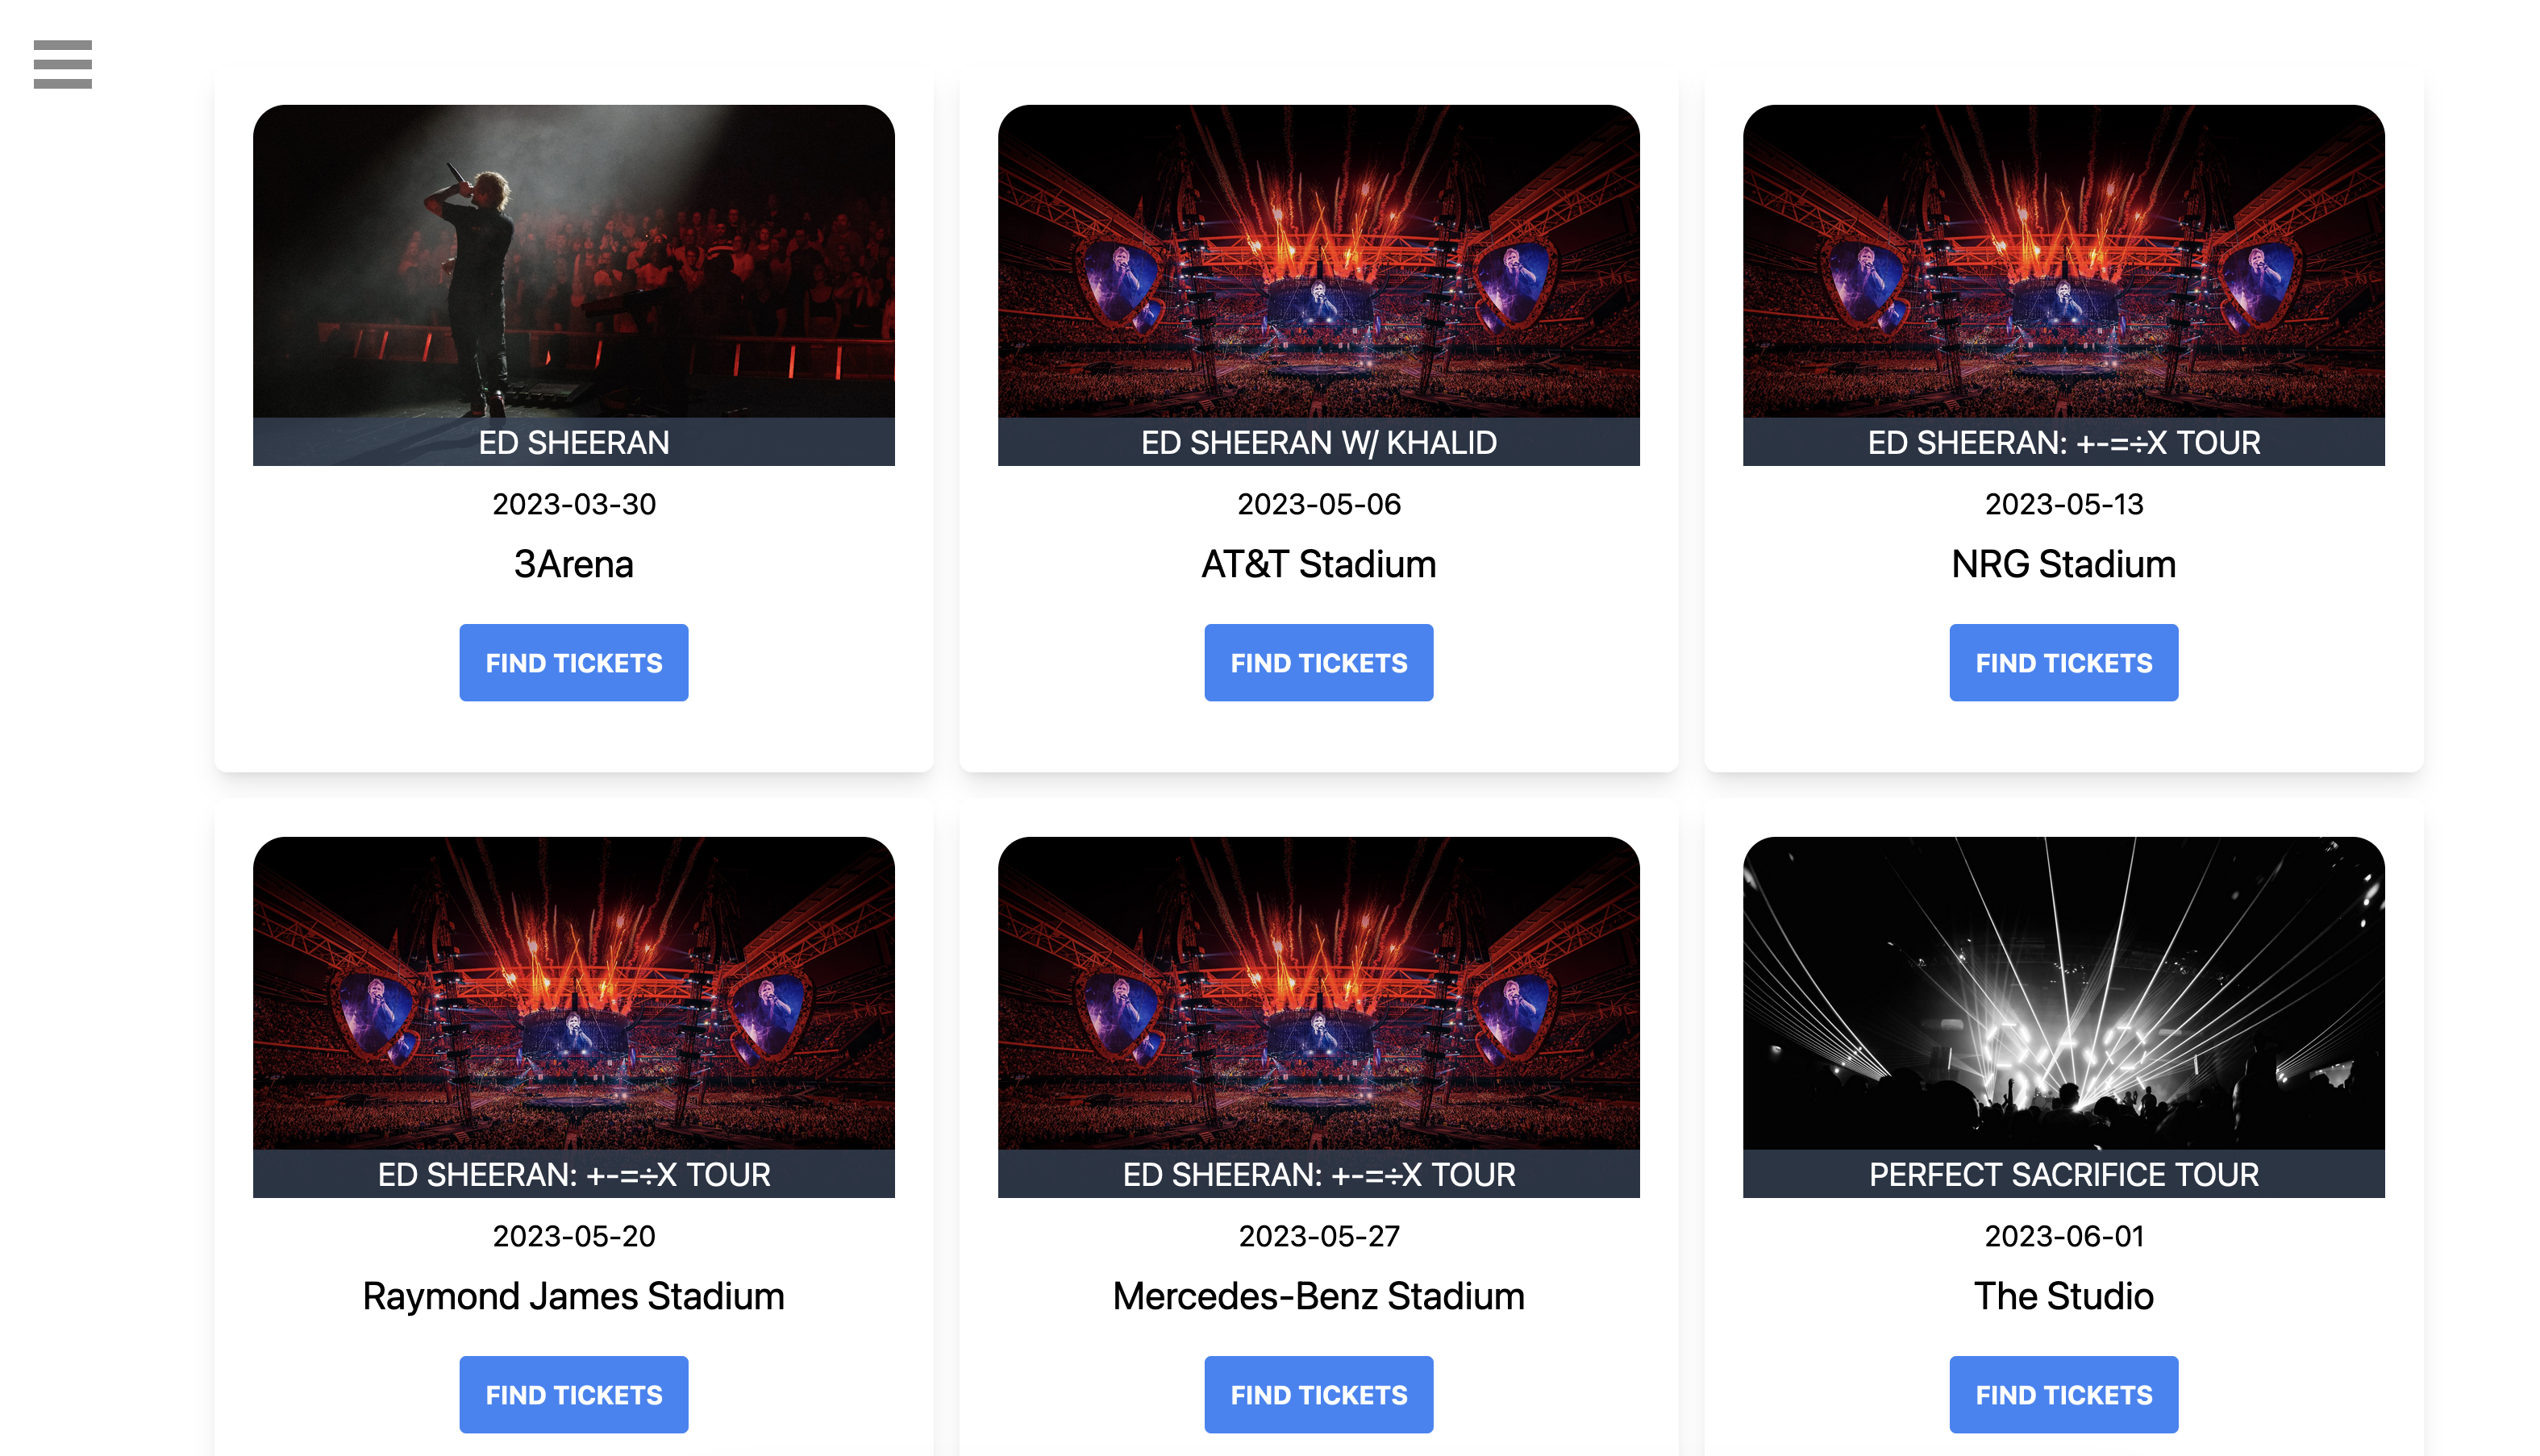 ED SHEERAN
2023-03-30
3Arena
FIND TICKETS
ED SHEERAN W/ KHALID
2023-05-06
AT&T Stadium
FIND TICKETS
ED SHEERAN: +-=÷X TOUR
2023-05-13
NRG Stadium
FIND TICKETS
ED SHEERAN: +-=÷X TOUR
2023-05-20
Raymond James Stadium
FIND TICKETS
ED SHEERAN: +-=÷X TOUR
2023-05-27
Mercedes-Benz Stadium
FIND TICKETS
PERFECT SACRIFICE TOUR
2023-06-01
The Studio
FIND TICKETS